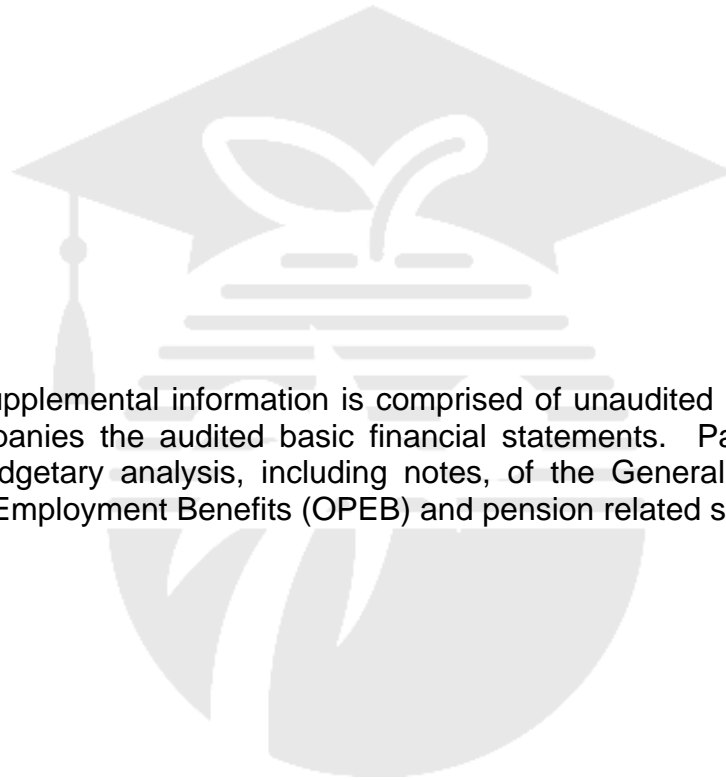 upplemental information is comprised of unaudited
panies the audited basic financial statements. Pa
dgetary analysis, including notes, of the General
Employment Benefits (OPEB) and pension related s